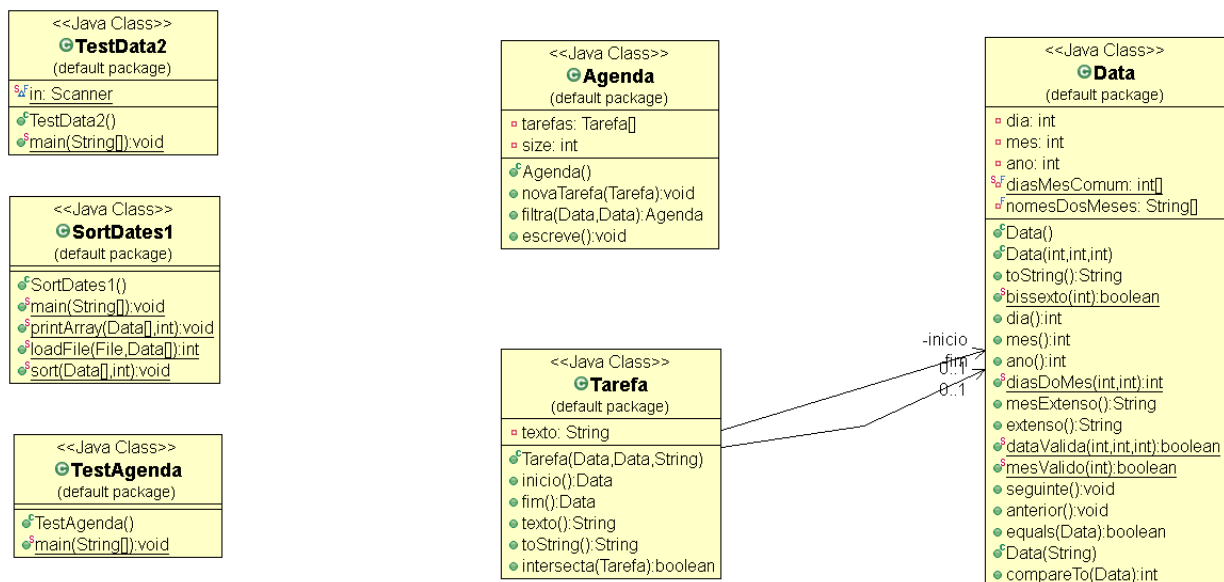 <<Java Class>>
TestData2
(default package)
in: Scanner
TestData2()
main(String[]):void
<<Java Class>>
SortDates1
(default package)
SortDates1()
main(String[]):void
printArray(Data[],int):void
loadFile(File,Data[]):int
sort(Data[],int):void
<<Java Class>>
TestAgenda
(default package)
TestAgenda()
main(String[]):void
<<Java Class>>
Agenda
(default package)
tarefas: Tarefa[]
size: int
Agenda()
novaTarefa(Tarefa):void
filtra(Data,Data):Agenda
escreve():void
<<Java Class>>
Tarefa
(default package)
texto: String
Tarefa(Data,Data,String)
inicio():Data
fim():Data
texto():String
toString():String
intersecta(Tarefa):boolean
-inicio
-fim
0..1
0..1
<<Java Class>>
Data
(default package)
dia: int
mes: int
ano: int
diasMesComum: int[]
nomesDosMeses: String[]
Data()
Data(int,int,int)
toString():String
bissexto(int):boolean
dia():int
mes():int
ano():int
diasDoMes(int,int):int
mesExtenso():String
extenso():String
dataValida(int,int,int):boolean
mesValido(int):boolean
seguinte():void
anterior():void
equals(Data):boolean
Data(String)
compareTo(Data):int